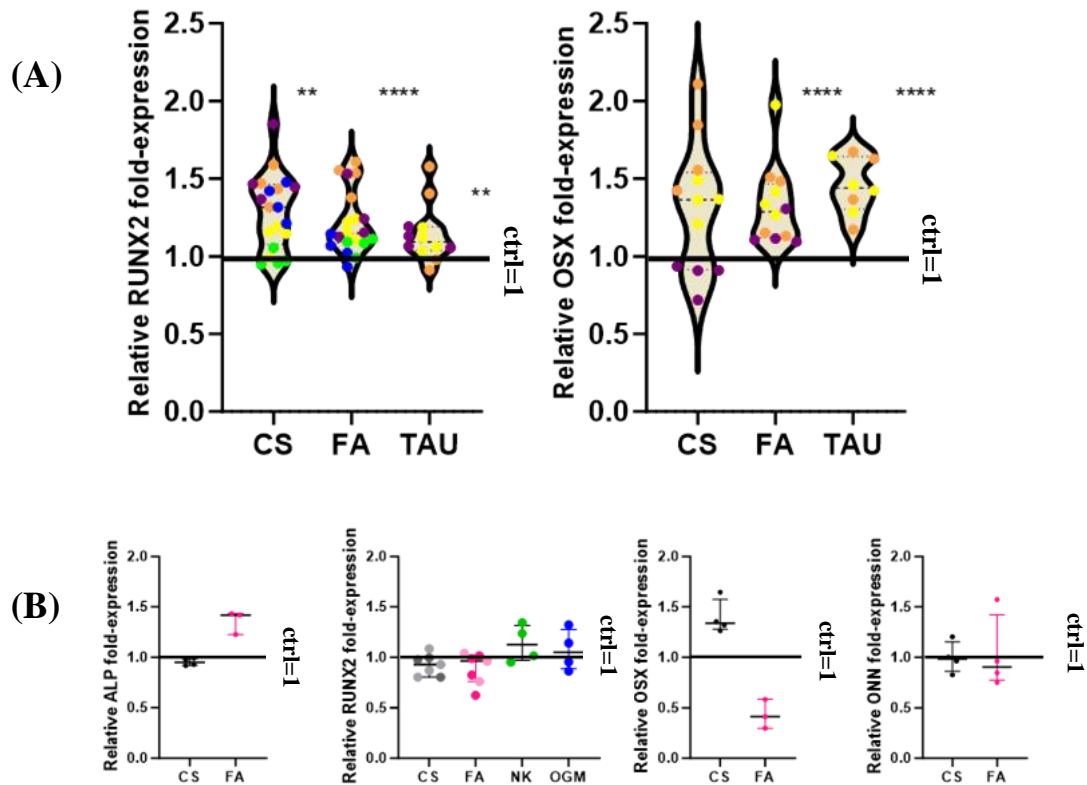 (A)
Relative RUNX2 fold-expression
2.5
2.0
1.5
1.0
0.5
0.0
** ****
**
ctrl=1
CS FA TAU
Relative OSX fold-expression
2.5
2.0
1.5
1.0
0.5
0.0
**** ****
ctrl=1
CS FA TAU
(B)
Relative ALP fold-expression
2.0
1.5
1.0
0.5
0.0
ctrl=1
CS FA
Relative RUNX2 fold-expression
2.0
1.5
1.0
0.5
0.0
ctrl=1
CS FA NK OGM
Relative OSX fold-expression
2.0
1.5
1.0
0.5
0.0
ctrl=1
CS FA
Relative ONN fold-expression
2.0
1.5
1.0
0.5
0.0
ctrl=1
CS FA